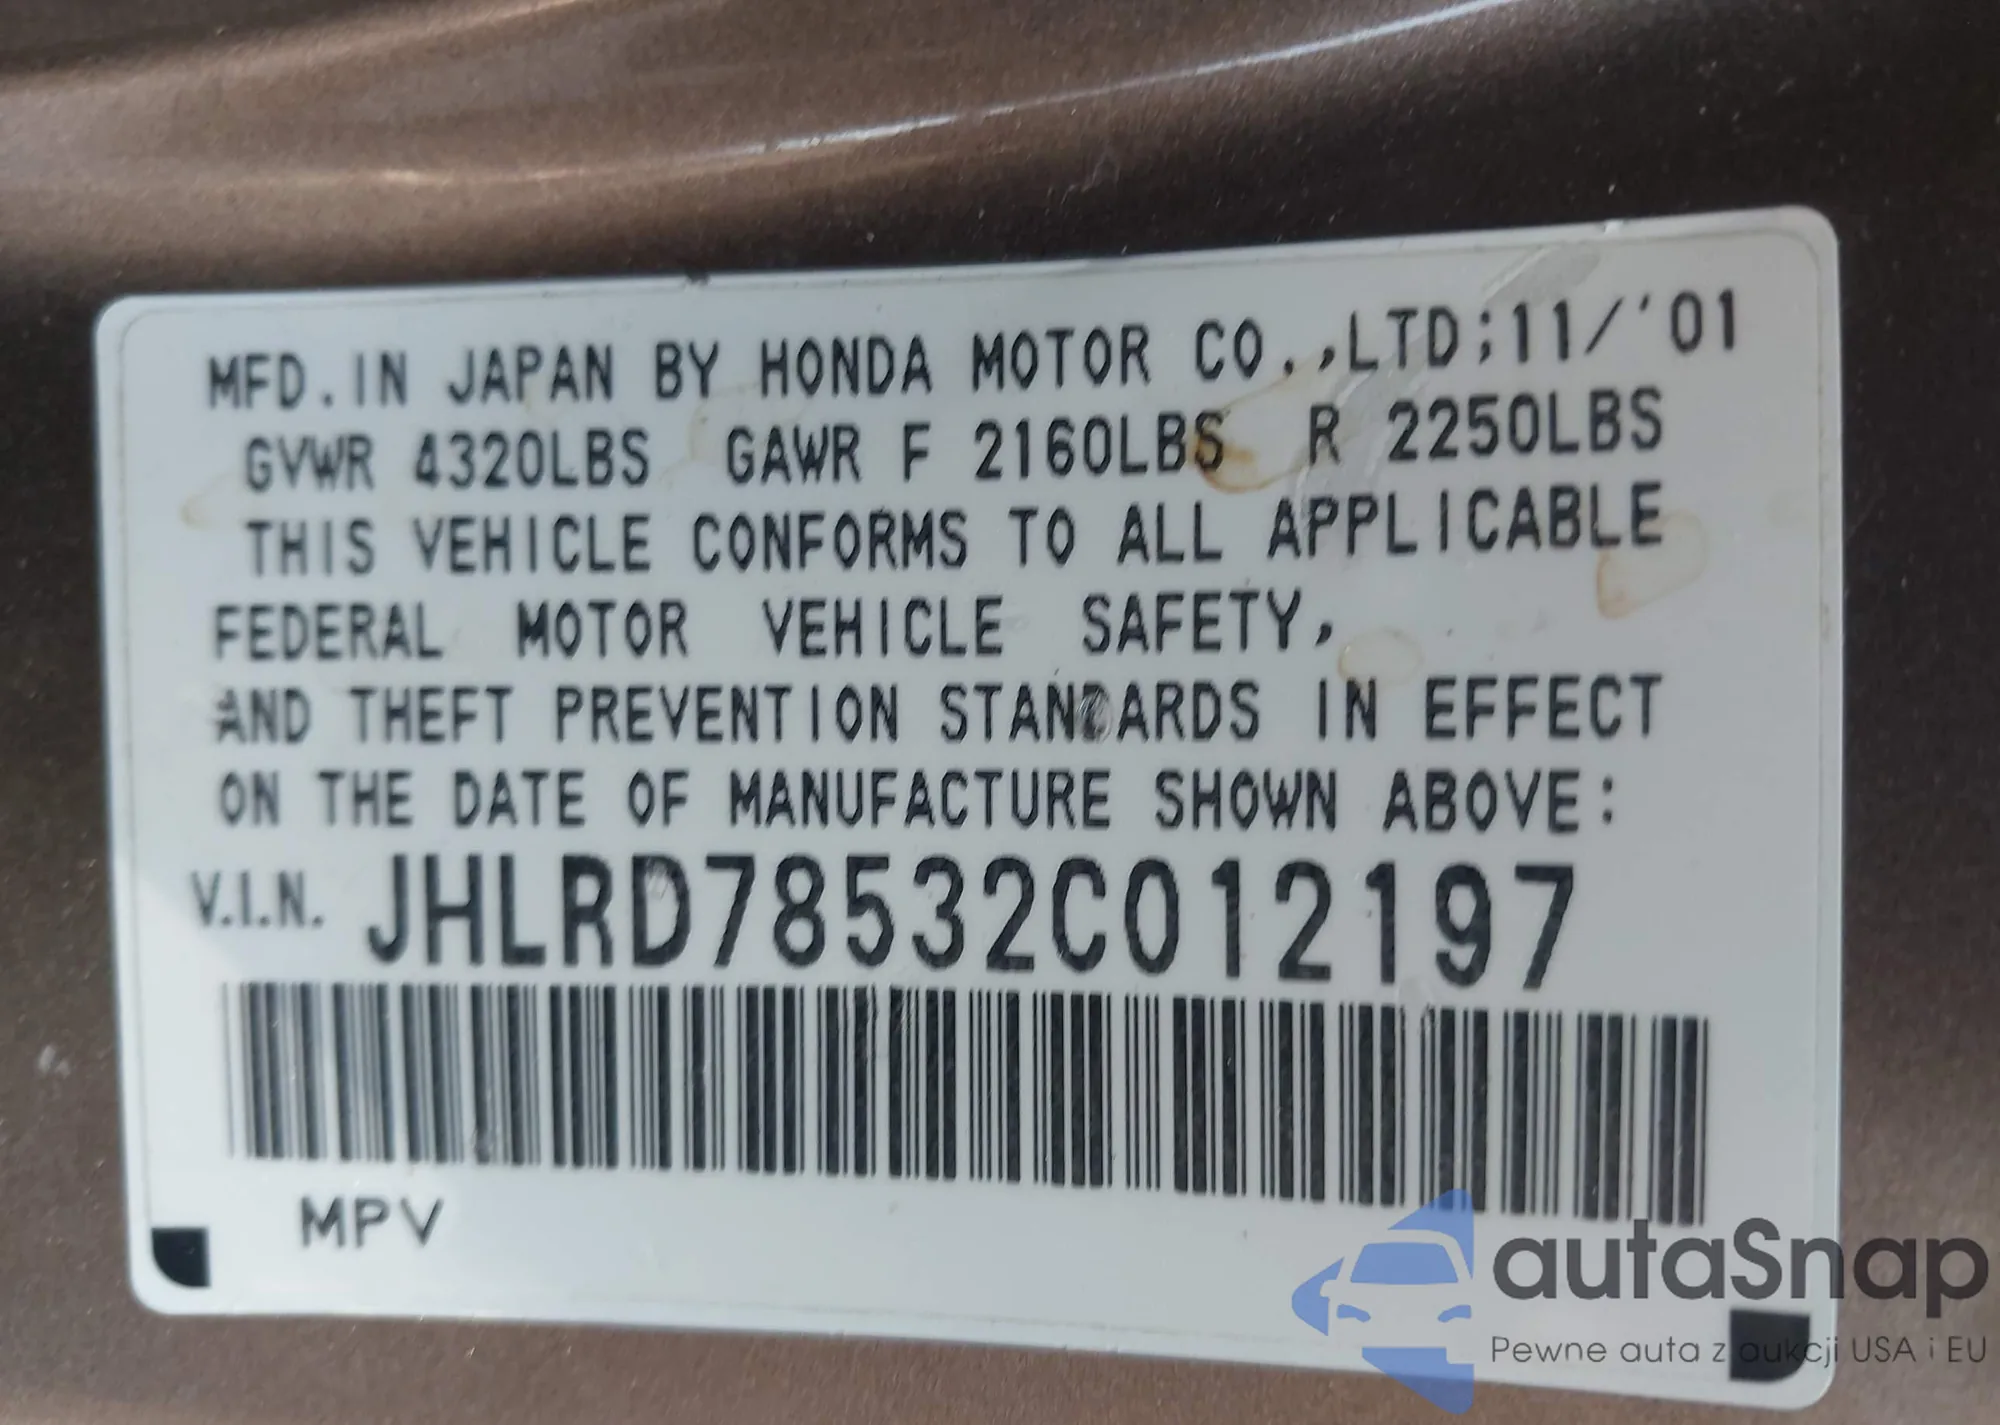 MFD.IN JAPAN BY HONDA MOTOR CO.,LTD;11/'01
GVWR 4320LBS GAWR F 2160LBS R 2250LBS
THIS VEHICLE CONFORMS TO ALL APPLICABLE
FEDERAL MOTOR VEHICLE SAFETY,
AND THEFT PREVENTION STANDARDS IN EFFECT
ON THE DATE OF MANUFACTURE SHOWN ABOVE:
V.I.N. JHLRD78532C012197
MPV
autaSnap
Pewne auta z aukcji USA i EU